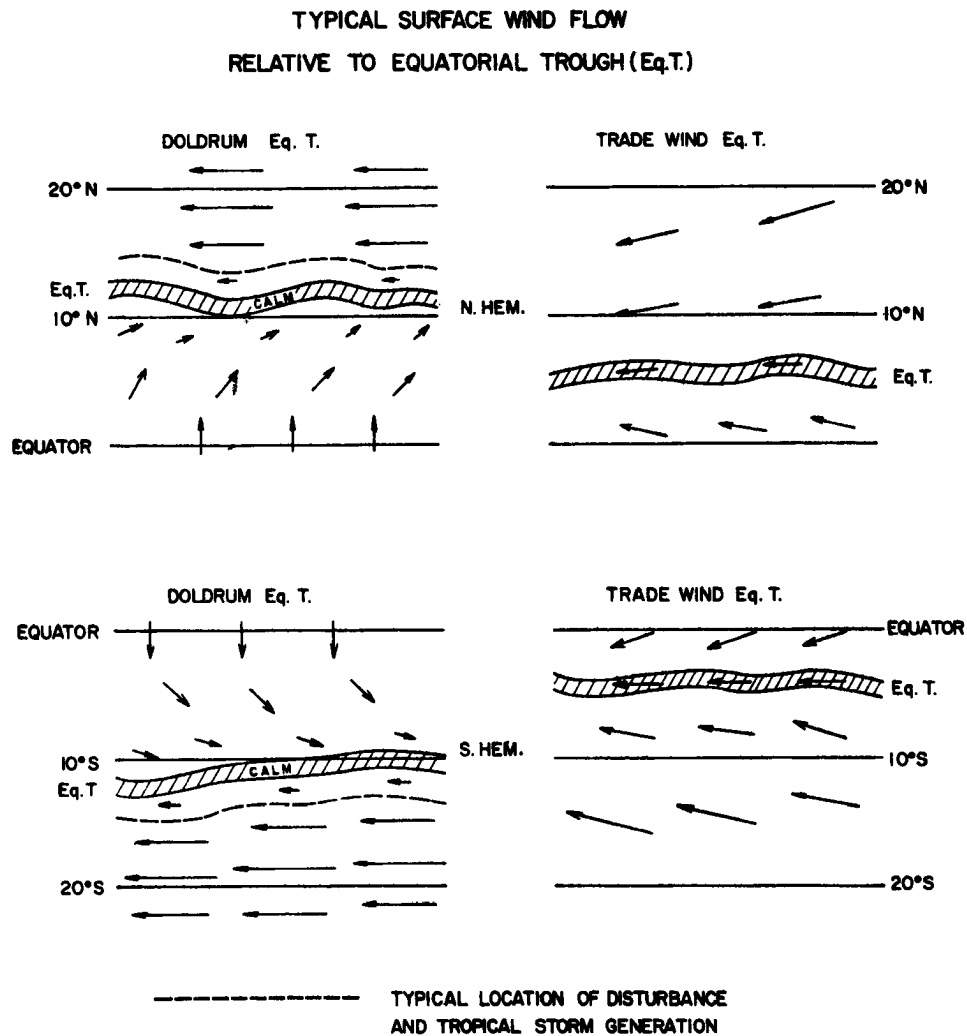 TYPICAL SURFACE WIND FLOW
RELATIVE TO EQUATORIAL TROUGH (Eq.T.)
DOLDRUM Eq. T.
20° N
Eq.T.
CALM
10° N
EQUATOR
N. HEM.
TRADE WIND Eq. T.
20° N
10° N
Eq.T.
DOLDRUM Eq. T.
EQUATOR
10° S
CALM
Eq.T
20° S
S. HEM.
TRADE WIND Eq. T.
EQUATOR
Eq. T.
10° S
20° S
TYPICAL LOCATION OF DISTURBANCE
AND TROPICAL STORM GENERATION